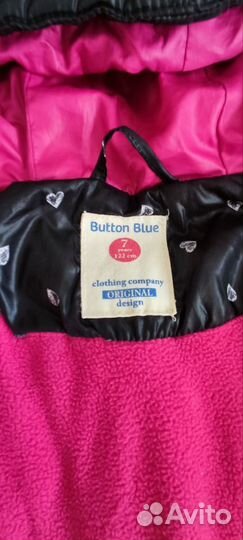 Button Blue
7
years
122 cm
clothing company
ORIGINAL
design
Avito